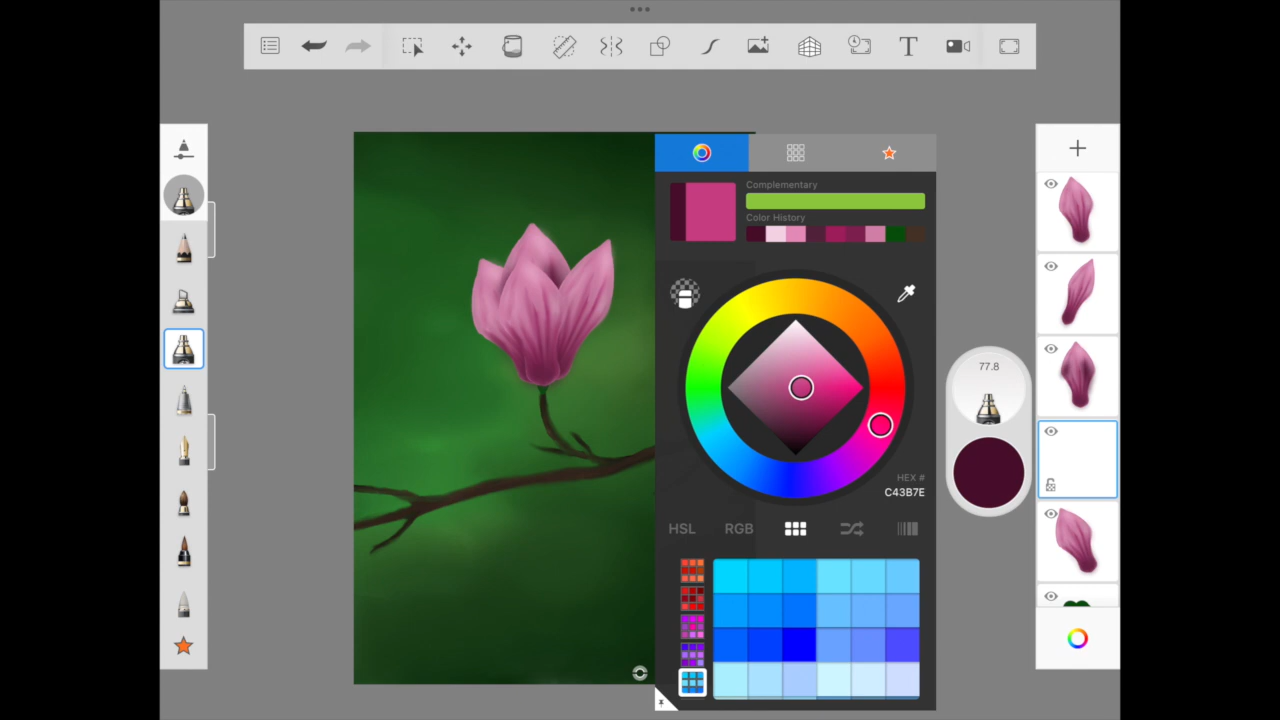 T
Complementary
Color History
77.8
HEX #
C43B7E
HSL RGB